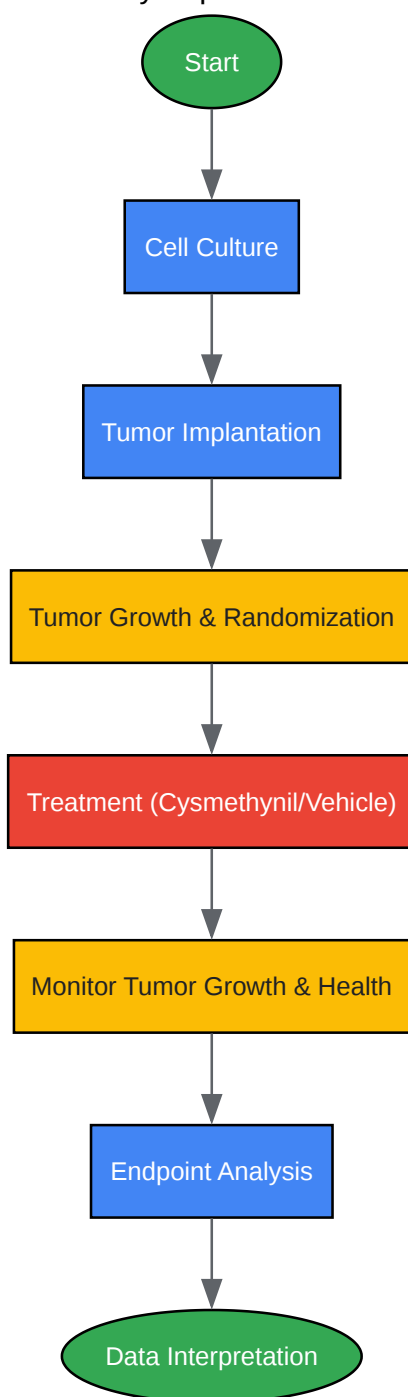 Start
Cell Culture
Tumor Implantation
Tumor Growth & Randomization
Treatment (Cysmethynil/Vehicle)
Monitor Tumor Growth & Health
Endpoint Analysis
Data Interpretation